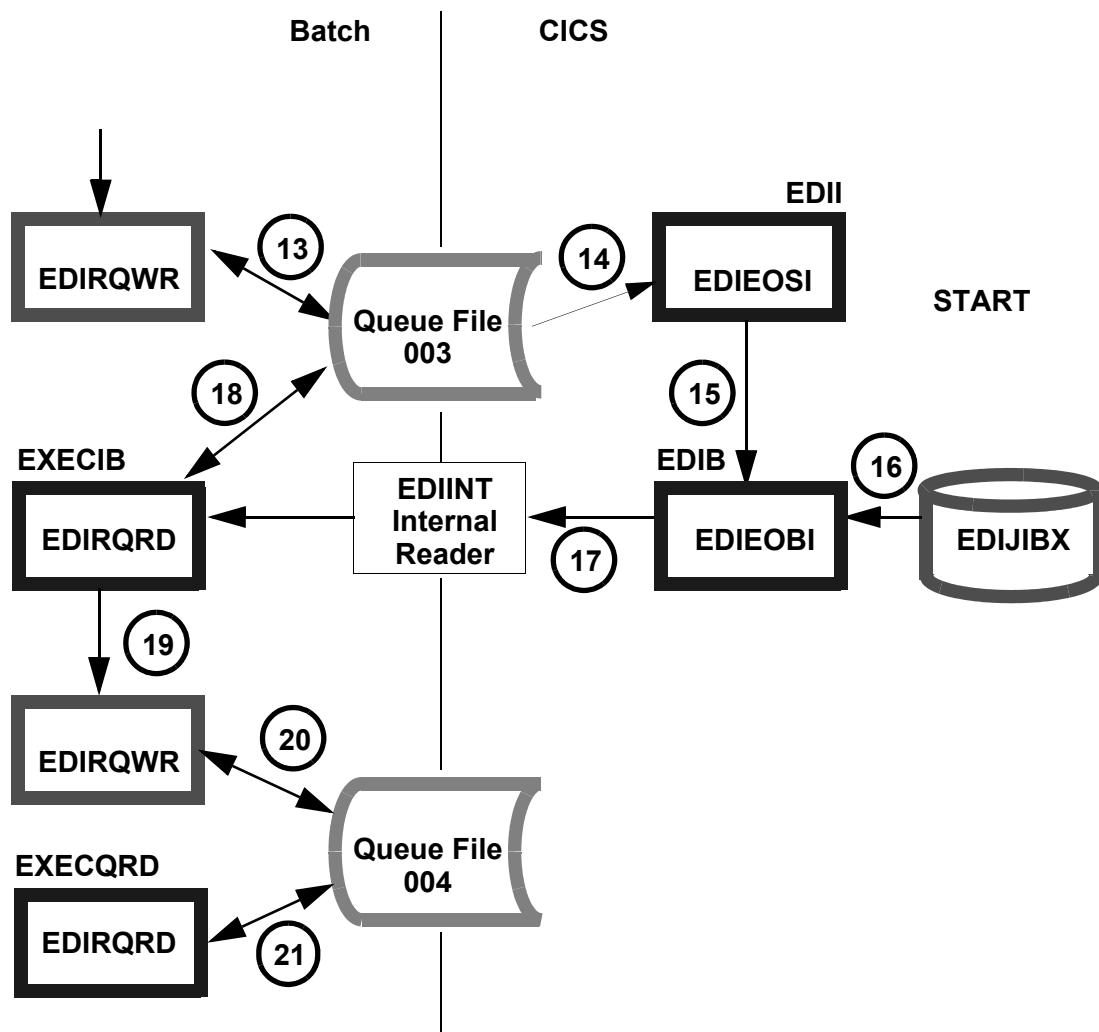 Batch
CICS
EDII
EDIRQWR
13
Queue File
003
14
EDIEOSI
START
18
15
EXECIB
EDIB
16
EDIRQRD
EDIINT
Internal
Reader
17
EDIEOBI
EDIJIBX
19
EDIRQWR
20
Queue File
004
EXECQRD
EDIRQRD
21